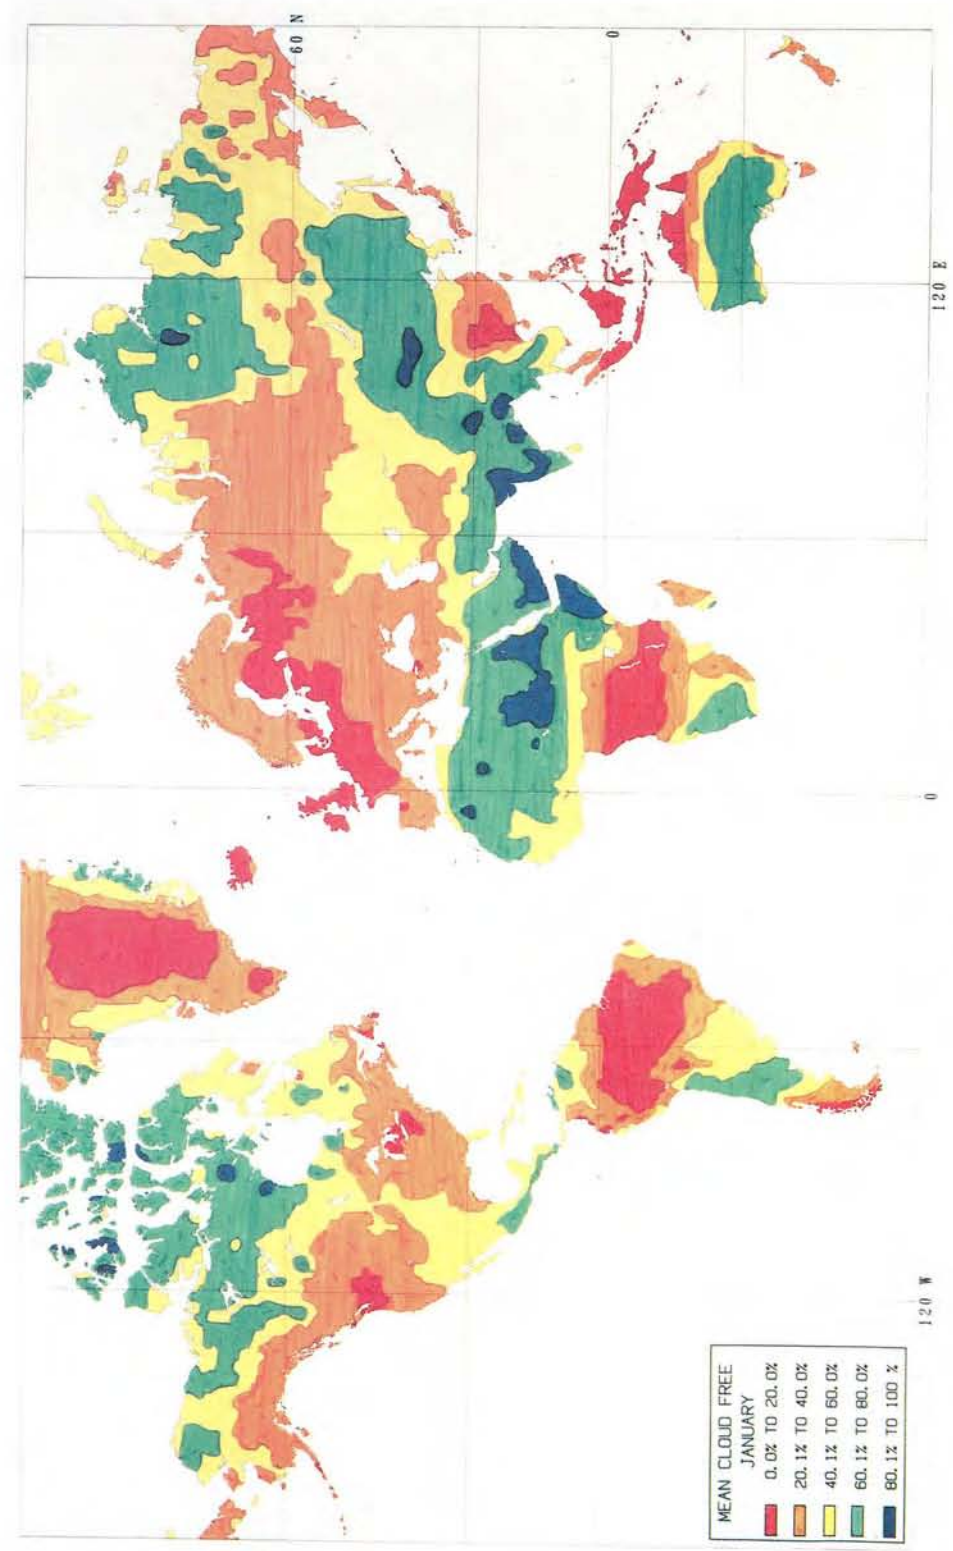 60 N
0
120 E
0
120 W
MEAN CLOUD FREE
JANUARY
0.0% TO 20.0%
20.1% TO 40.0%
40.1% TO 60.0%
60.1% TO 80.0%
80.1% TO 100 %